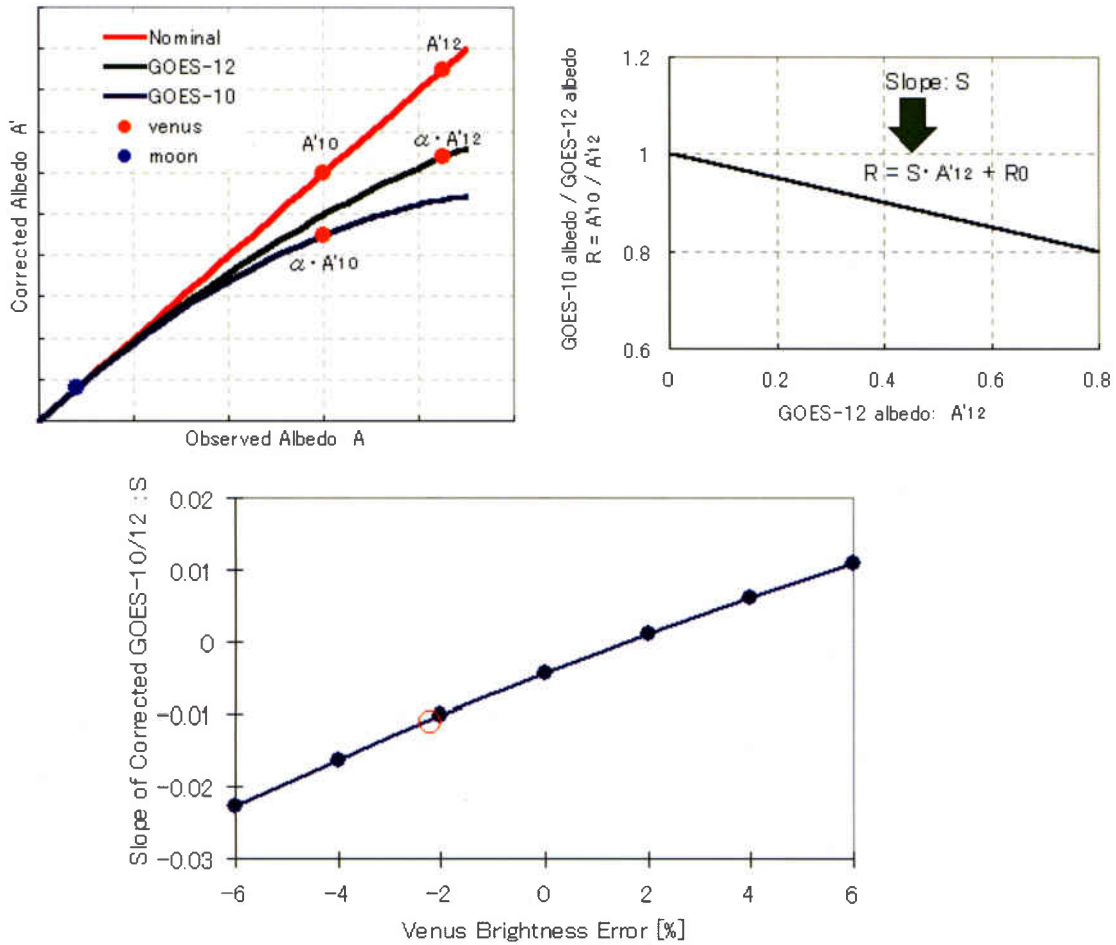 Nominal
GOES-12
GOES-10
venus
moon
A'12
A'10
α・A'12
α・A'10
Corrected Albedo A'
Observed Albedo A
GOES-10 albedo / GOES-12 albedo
R = A'10 / A'12
1.2
1
0.8
0.6
Slope: S
R = S・A'12 + R0
0 0.2 0.4 0.6 0.8
GOES-12 albedo: A'12
Slope of Corrected GOES-10/12 : S
0.02
0.01
0
-0.01
-0.02
-0.03
-6 -4 -2 0 2 4 6
Venus Brightness Error [%]